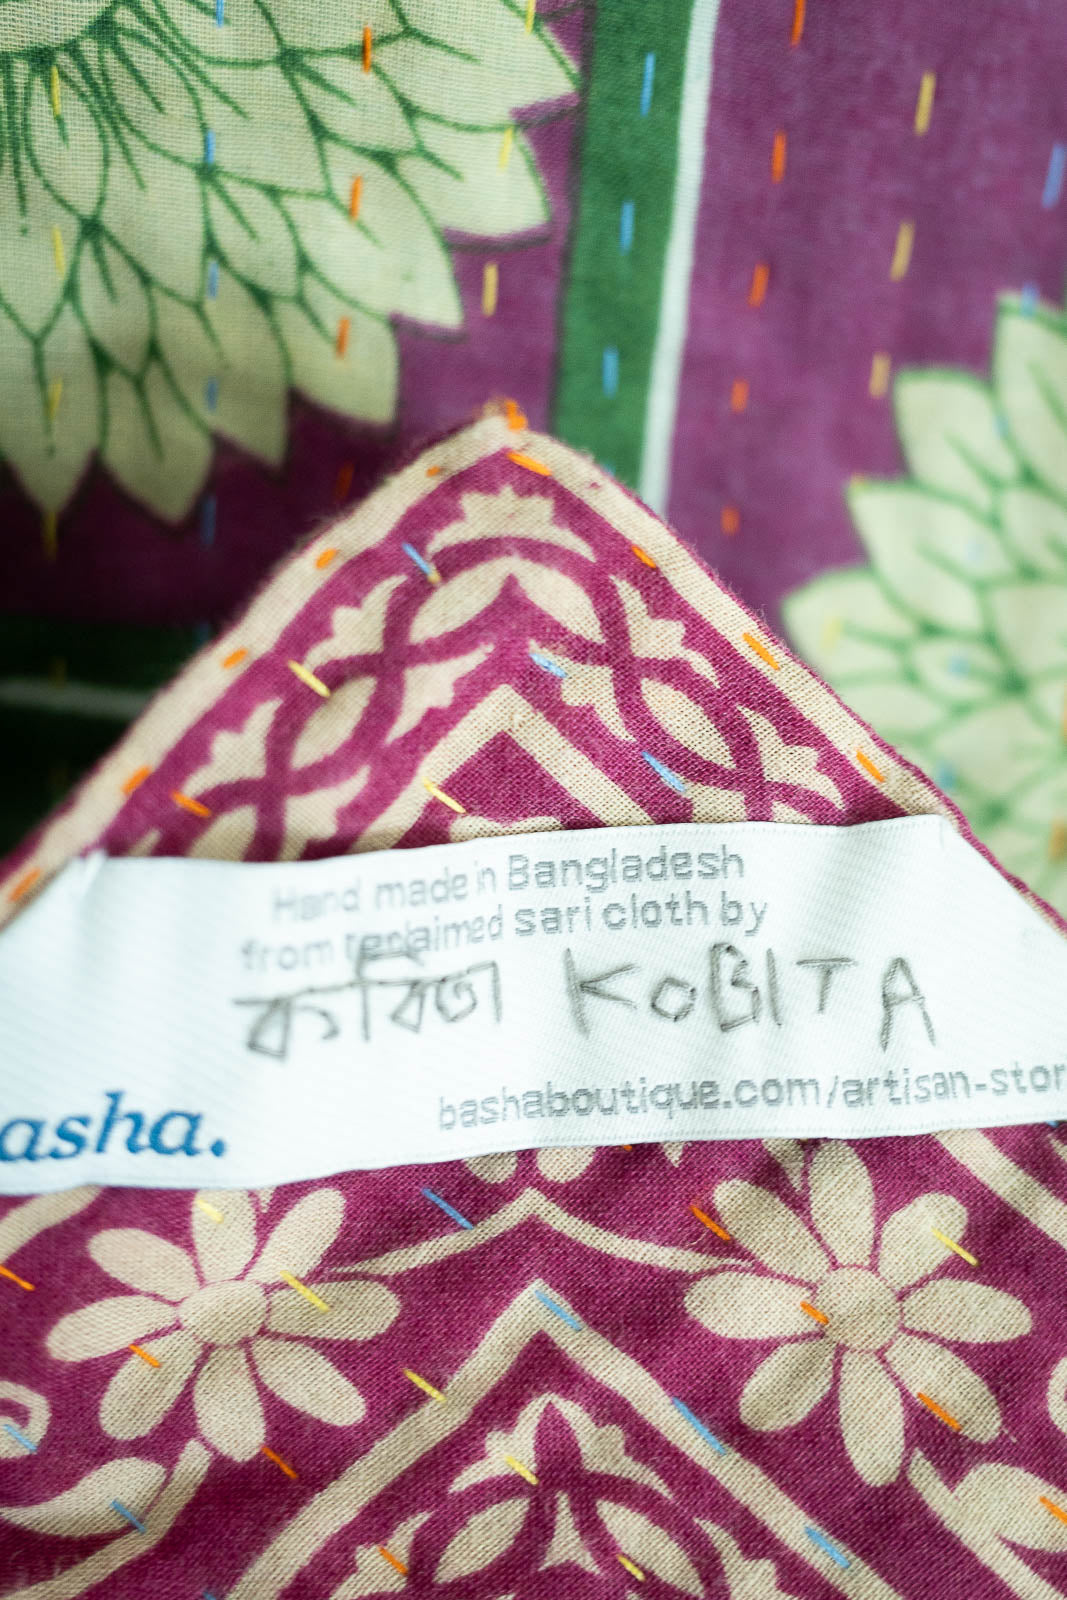 Hand made in Bangladesh
from reclaimed sari cloth by
কবিতা KOBITA
asha.
bashaboutique.com/artisan-stor